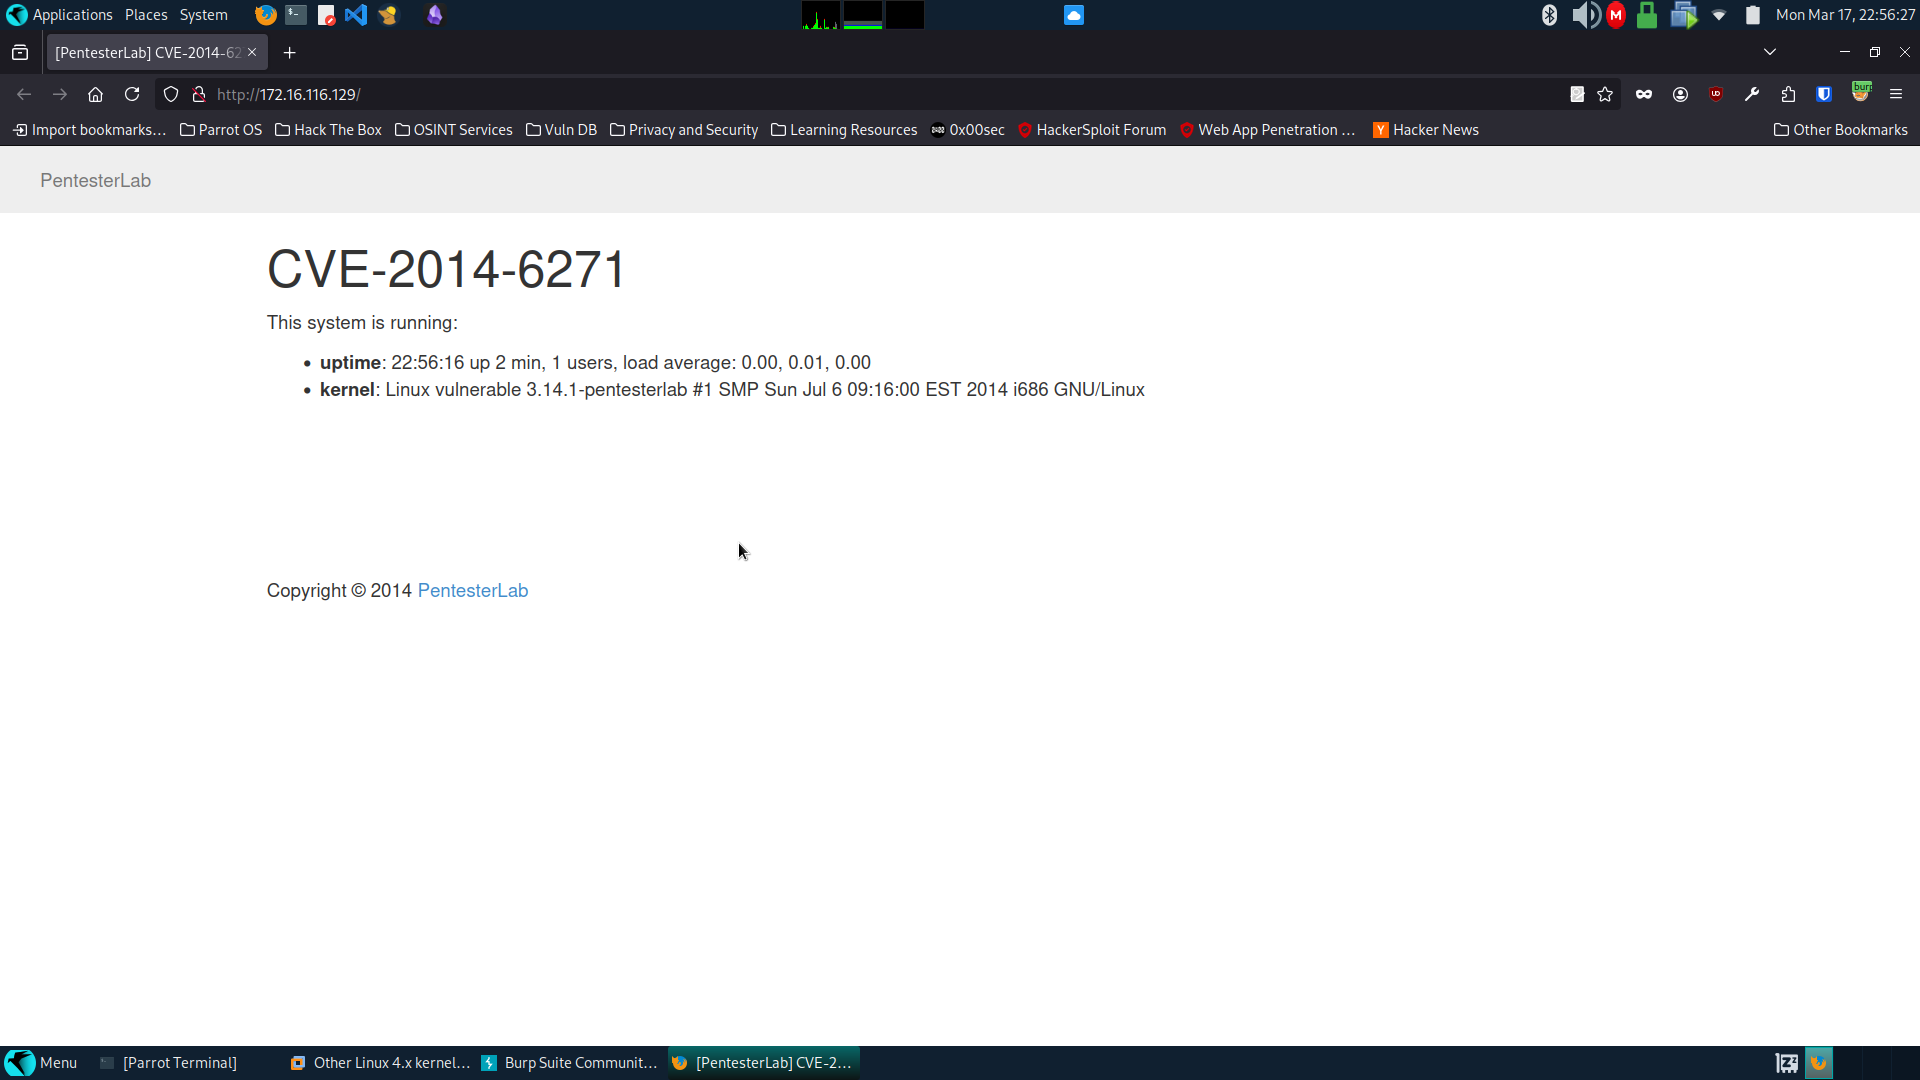 Applications Places System
Mon Mar 17, 22:56:27
[PentesterLab] CVE-2014-62
http://172.16.116.129/
Import bookmarks… Parrot OS Hack The Box OSINT Services Vuln DB Privacy and Security Learning Resources 0x00sec HackerSploit Forum Web App Penetration … Hacker News Other Bookmarks
PentesterLab
CVE-2014-6271
This system is running:
• uptime: 22:56:16 up 2 min, 1 users, load average: 0.00, 0.01, 0.00
• kernel: Linux vulnerable 3.14.1-pentesterlab #1 SMP Sun Jul 6 09:16:00 EST 2014 i686 GNU/Linux
Copyright © 2014 PentesterLab
Menu [Parrot Terminal] Other Linux 4.x kernel… Burp Suite Communit… [PentesterLab] CVE-2…